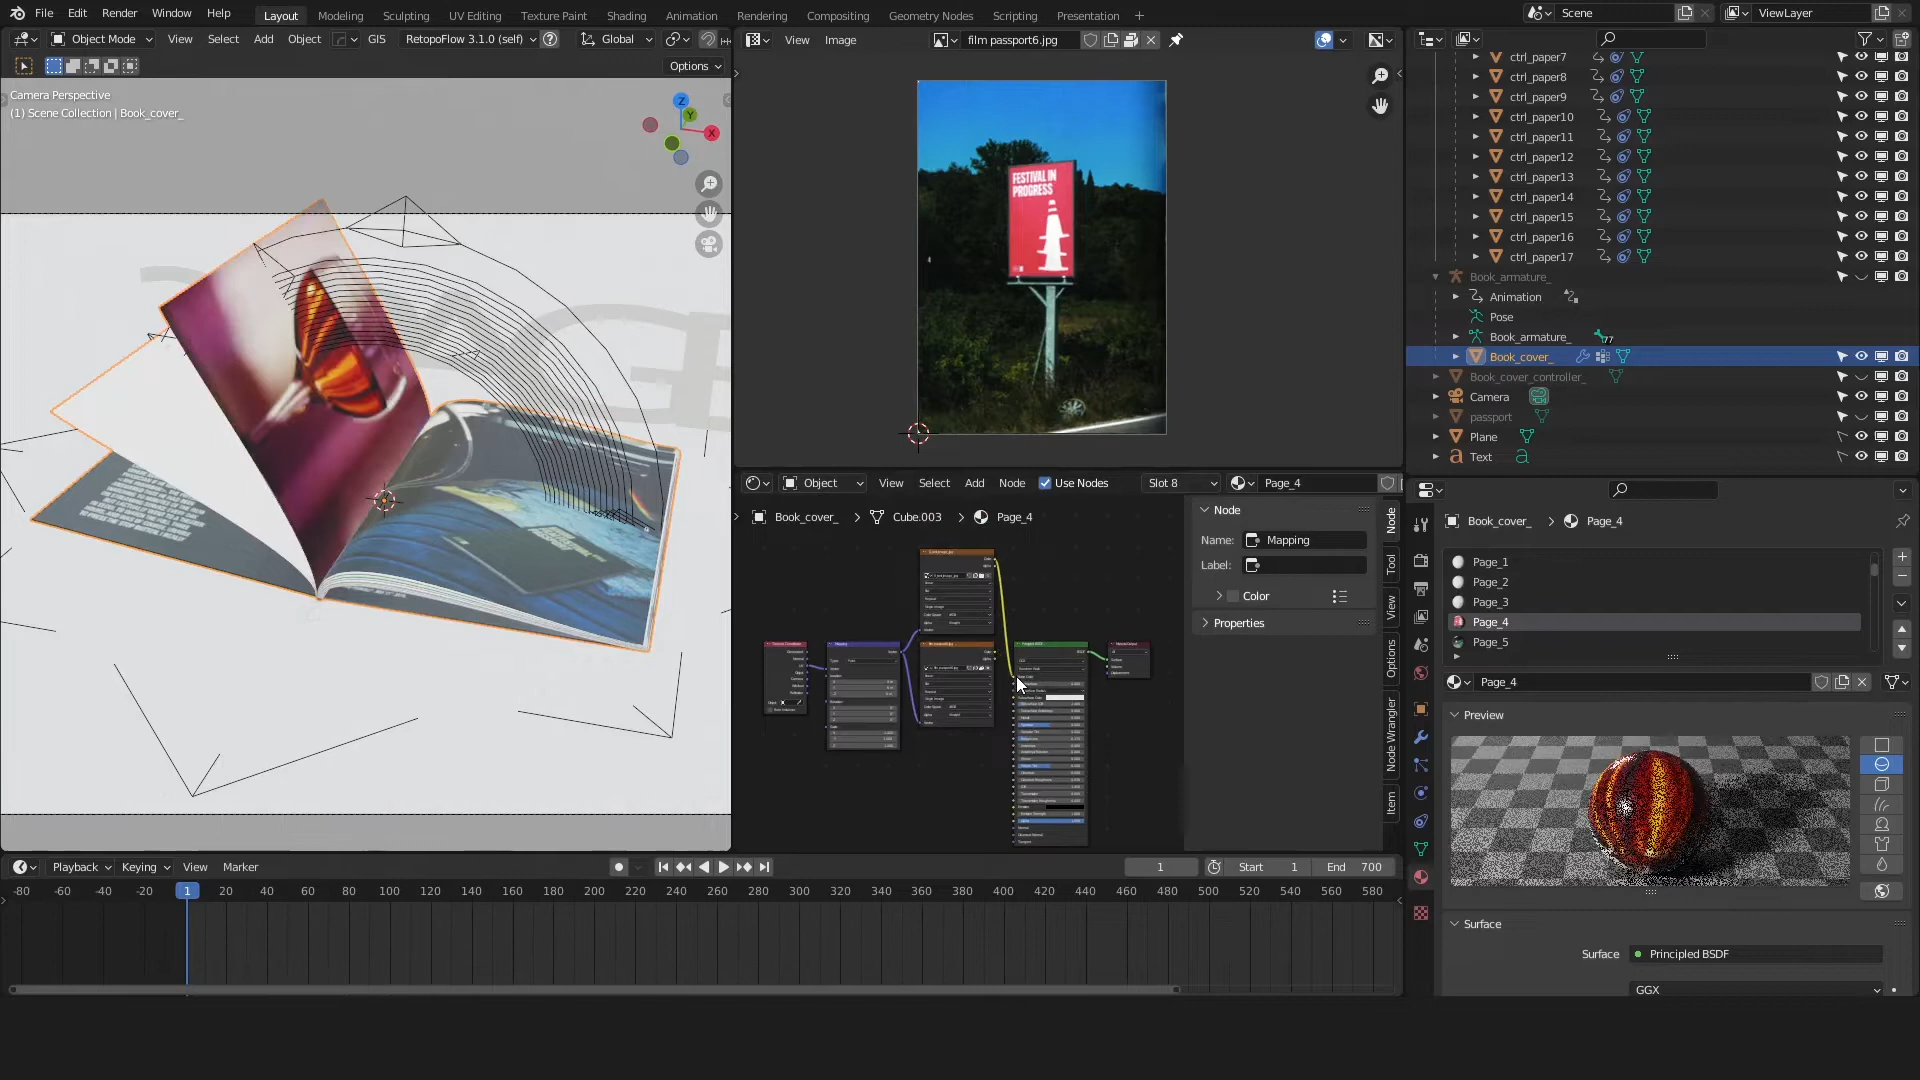 File Edit Render Window Help Layout Modeling Sculpting UV Editing Texture Paint Shading Animation Rendering Compositing Geometry Nodes Scripting Presentation + Scene ViewLayer
Object Mode View Select Add Object GIS RetopoFlow 3.1.0 (self) Global
Options
Camera Perspective
(1) Scene Collection | Book_cover_
Z
Y
X
View Image film passport6.jpg
FESTIVAL IN
PROGRESS
ctrl_paper7
ctrl_paper8
ctrl_paper9
ctrl_paper10
ctrl_paper11
ctrl_paper12
ctrl_paper13
ctrl_paper14
ctrl_paper15
ctrl_paper16
ctrl_paper17
Book_armature_
Animation
Pose
Book_armature_ 77
Book_cover_
Book_cover_controller_
Camera
passport
Plane
Text
Object View Select Add Node Use Nodes Slot 8 Page_4
Book_cover_ Cube.003 Page_4
Node
Name: Mapping
Label:
Color
Properties
Node
Tool
View
Options
Node Wrangler
Item
Book_cover_ Page_4
Page_1
Page_2
Page_3
Page_4
Page_5
Page_4
Preview
Surface
Surface Principled BSDF
GGX
Playback Keying View Marker 1 Start 1 End 700
-80 -60 -40 -20 1 20 40 60 80 100 120 140 160 180 200 220 240 260 280 300 320 340 360 380 400 420 440 460 480 500 520 540 560 580